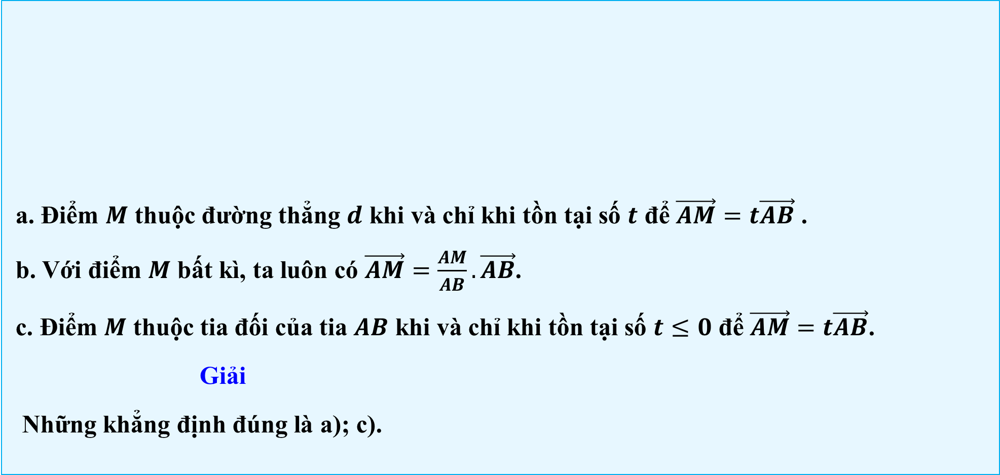 a. Điểm M thuộc đường thẳng d khi và chỉ khi tồn tại số t để $\overrightarrow{AM} = t\overrightarrow{AB}$ .
b. Với điểm M bất kì, ta luôn có $\overrightarrow{AM} = \frac{AM}{AB} . \overrightarrow{AB}$.
c. Điểm M thuộc tia đối của tia AB khi và chỉ khi tồn tại số t ≤ 0 để $\overrightarrow{AM} = t\overrightarrow{AB}$.
Giải
Những khẳng định đúng là a); c).